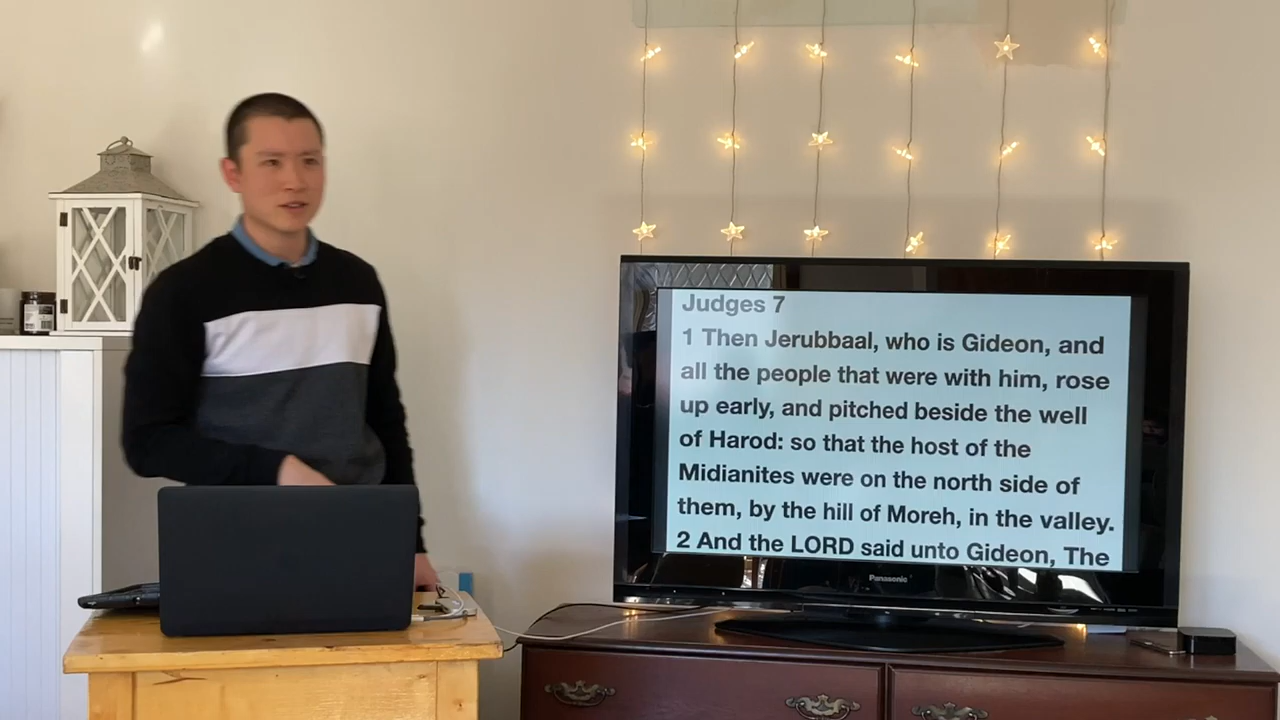 Judges 7
1 Then Jerubbaal, who is Gideon, and
all the people that were with him, rose
up early, and pitched beside the well
of Harod: so that the host of the
Midianites were on the north side of
them, by the hill of Moreh, in the valley.
2 And the LORD said unto Gideon, The
Panasonic